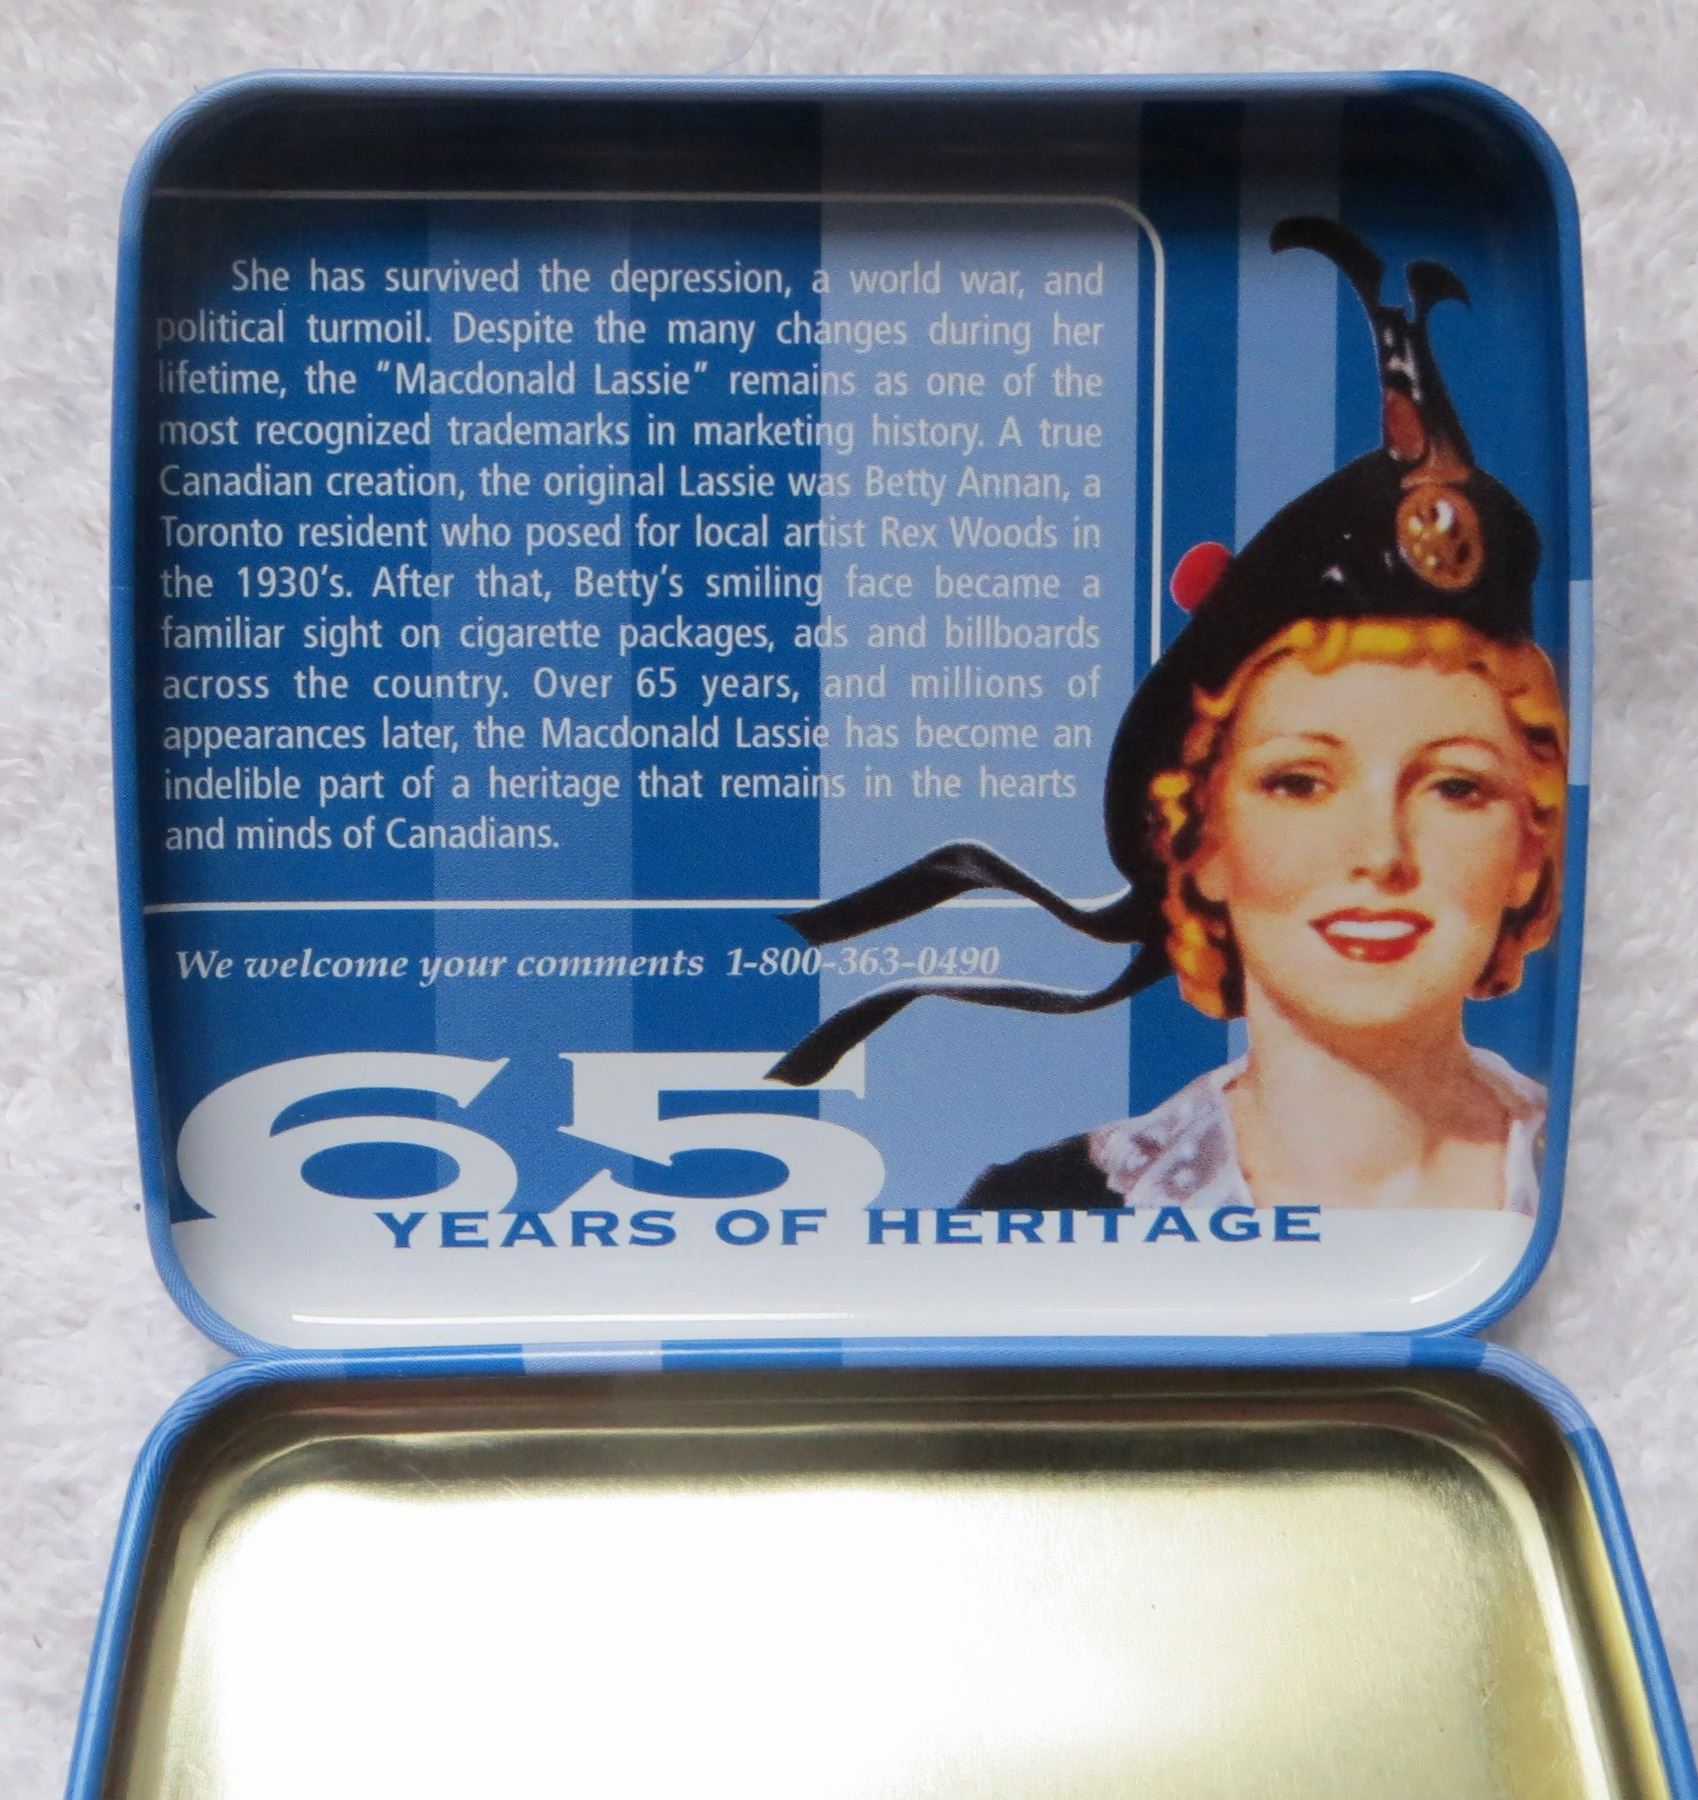 She has survived the depression, a world war, and
political turmoil. Despite the many changes during her
lifetime, the "Macdonald Lassie" remains as one of the
most recognized trademarks in marketing history. A true
Canadian creation, the original Lassie was Betty Annan, a
Toronto resident who posed for local artist Rex Woods in
the 1930's. After that, Betty's smiling face became a
familiar sight on cigarette packages, ads and billboards
across the country. Over 65 years, and millions of
appearances later, the Macdonald Lassie has become an
indelible part of a heritage that remains in the hearts
and minds of Canadians.
We welcome your comments 1-800-363-0490
65
YEARS OF HERITAGE